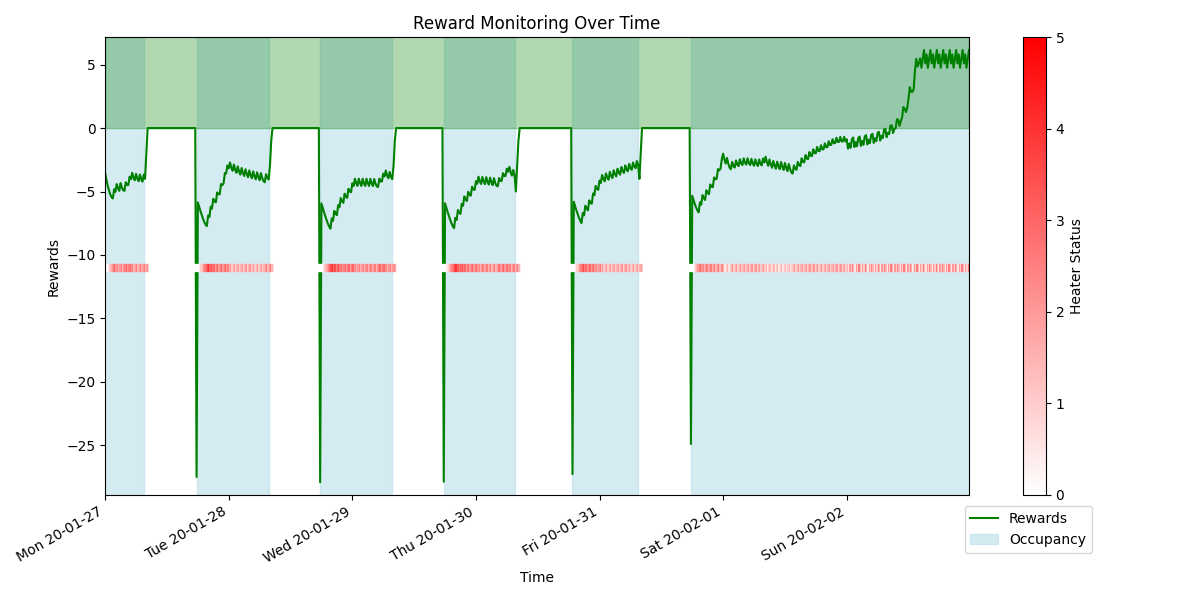 Reward Monitoring Over Time
Rewards
5
0
−5
−10
−15
−20
−25
Mon 20-01-27
Tue 20-01-28
Wed 20-01-29
Thu 20-01-30
Fri 20-01-31
Sat 20-02-01
Sun 20-02-02
Time
5
4
3
2
1
0
Heater Status
Rewards
Occupancy